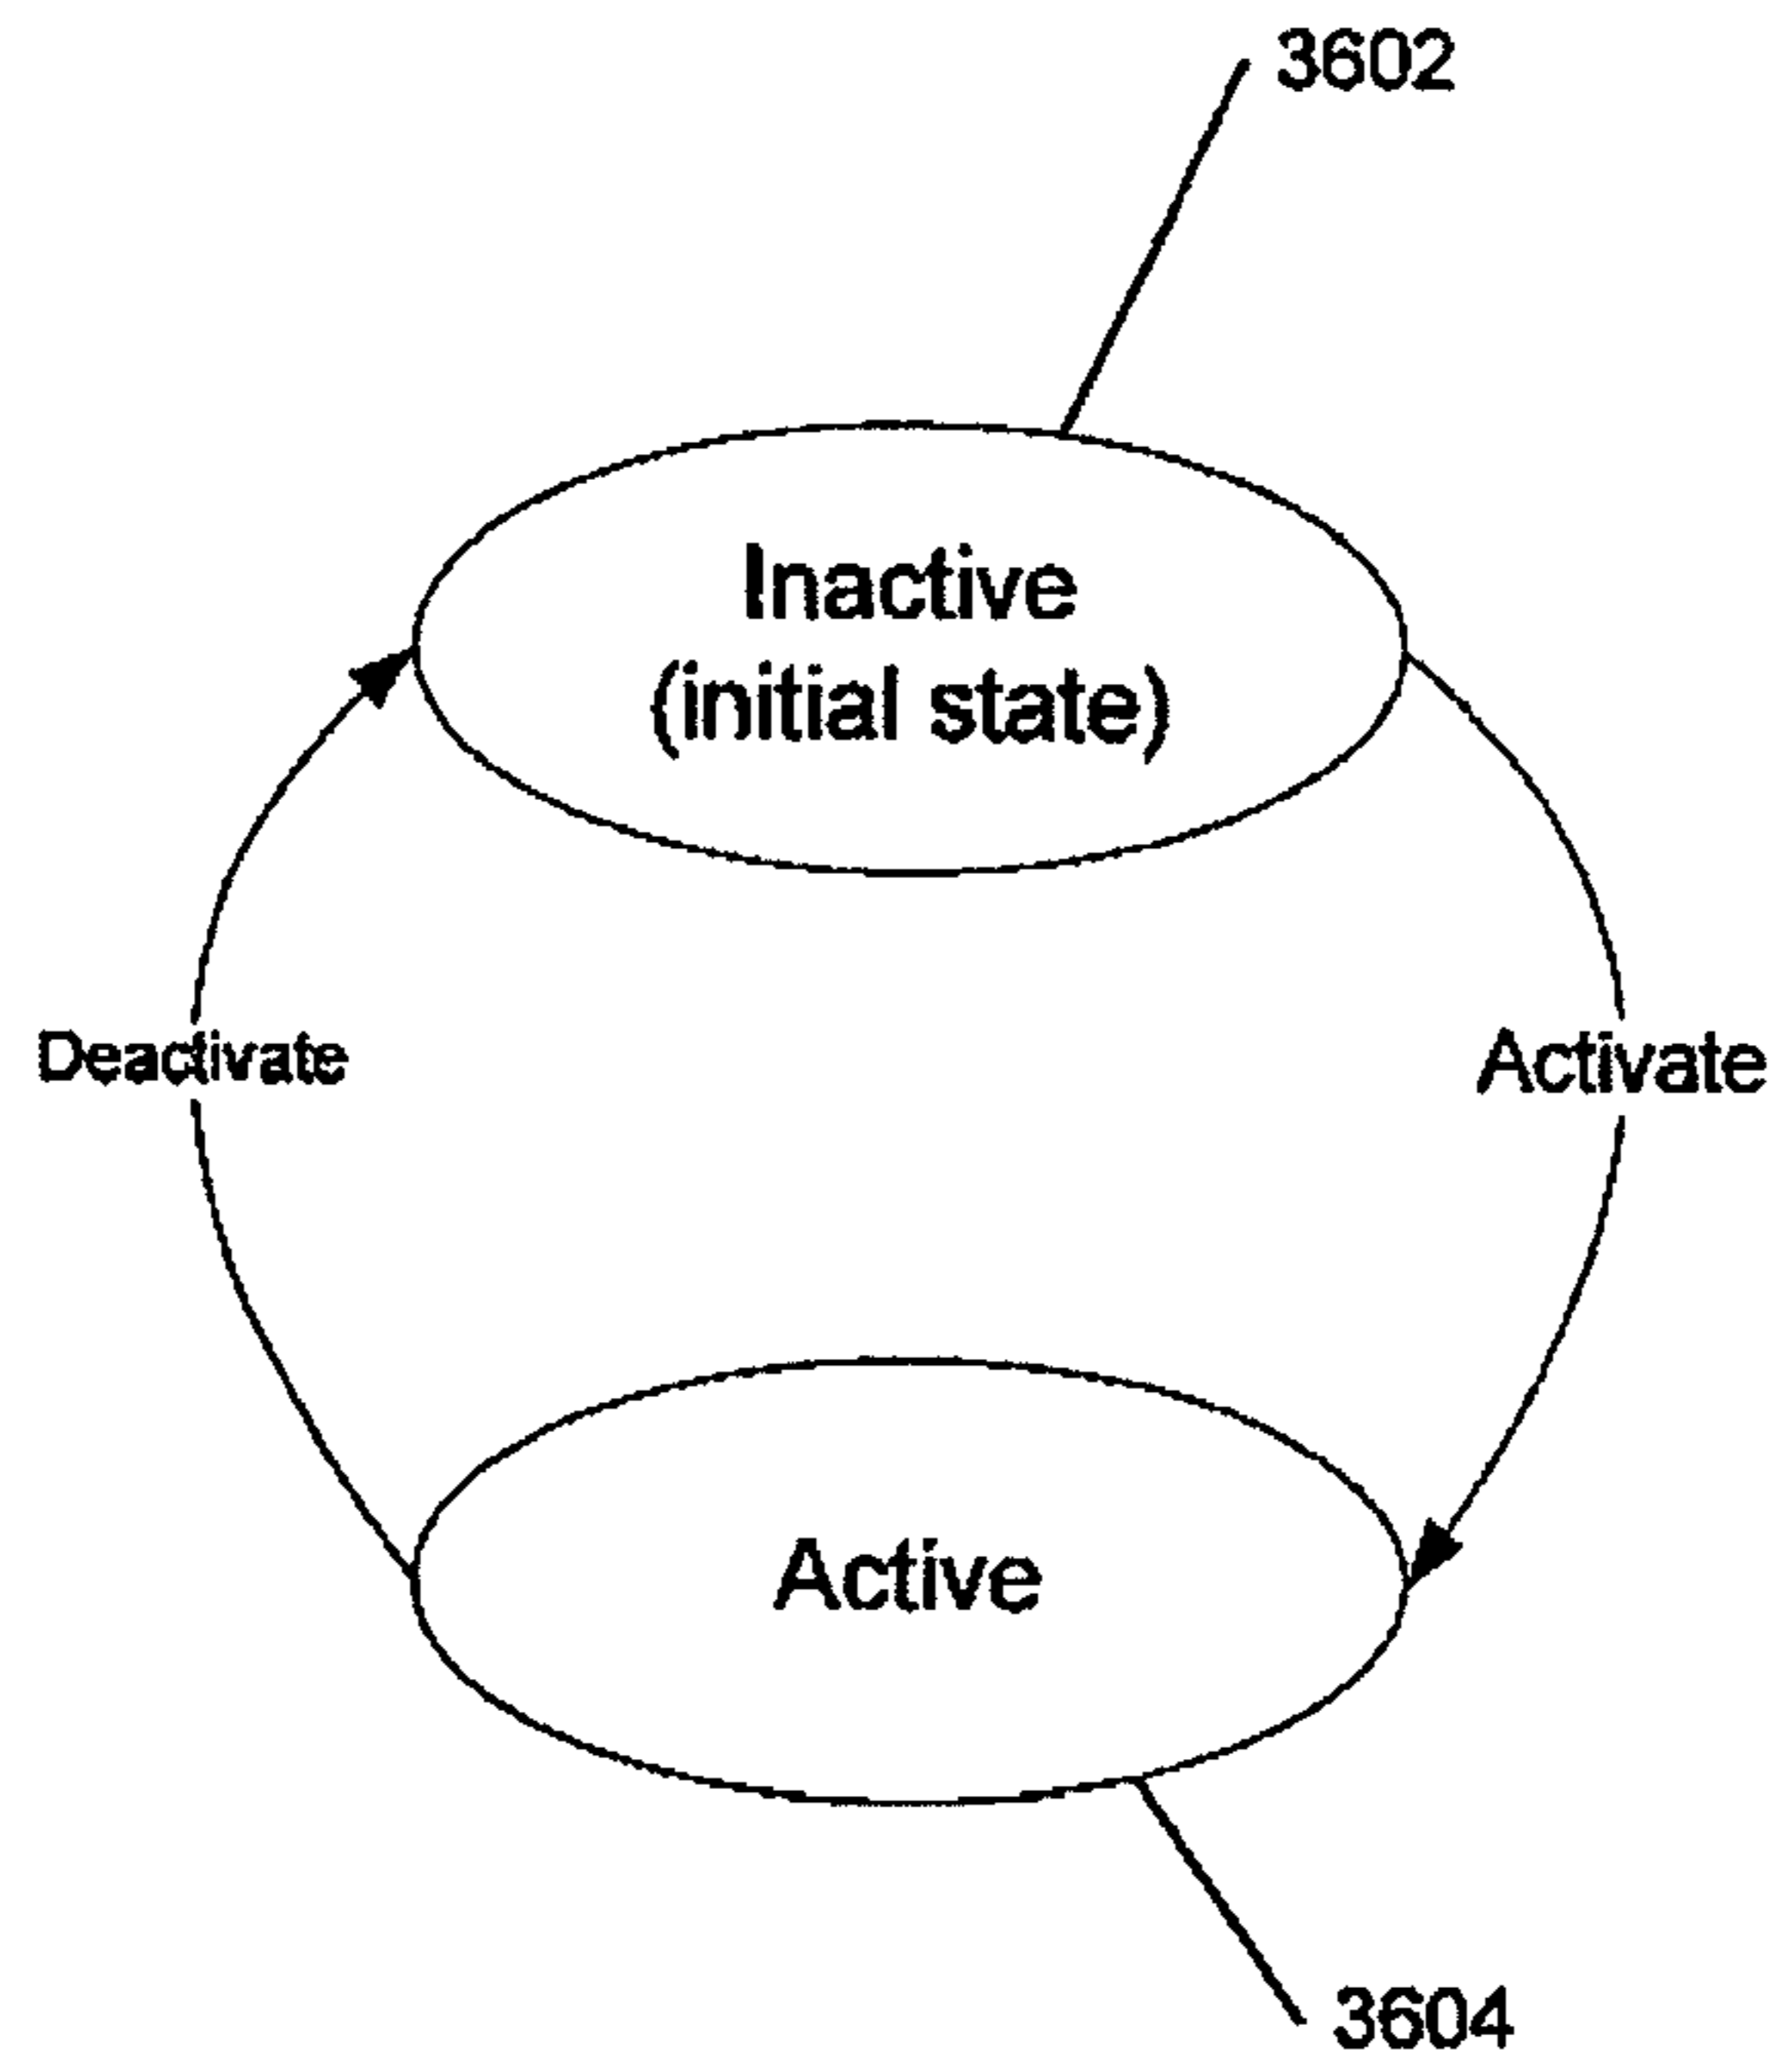 3602
Inactive
(initial state)
Deactivate
Activate
Active
3604